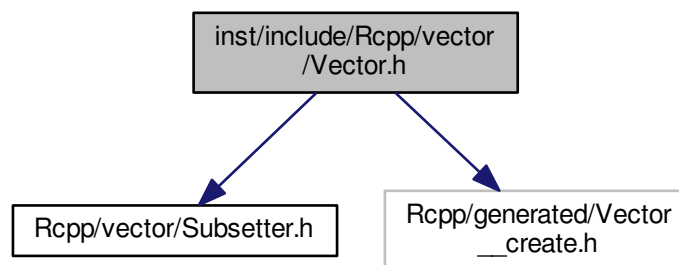 inst/include/Rcpp/vector
/Vector.h
Rcpp/vector/Subsetter.h
Rcpp/generated/Vector
__create.h